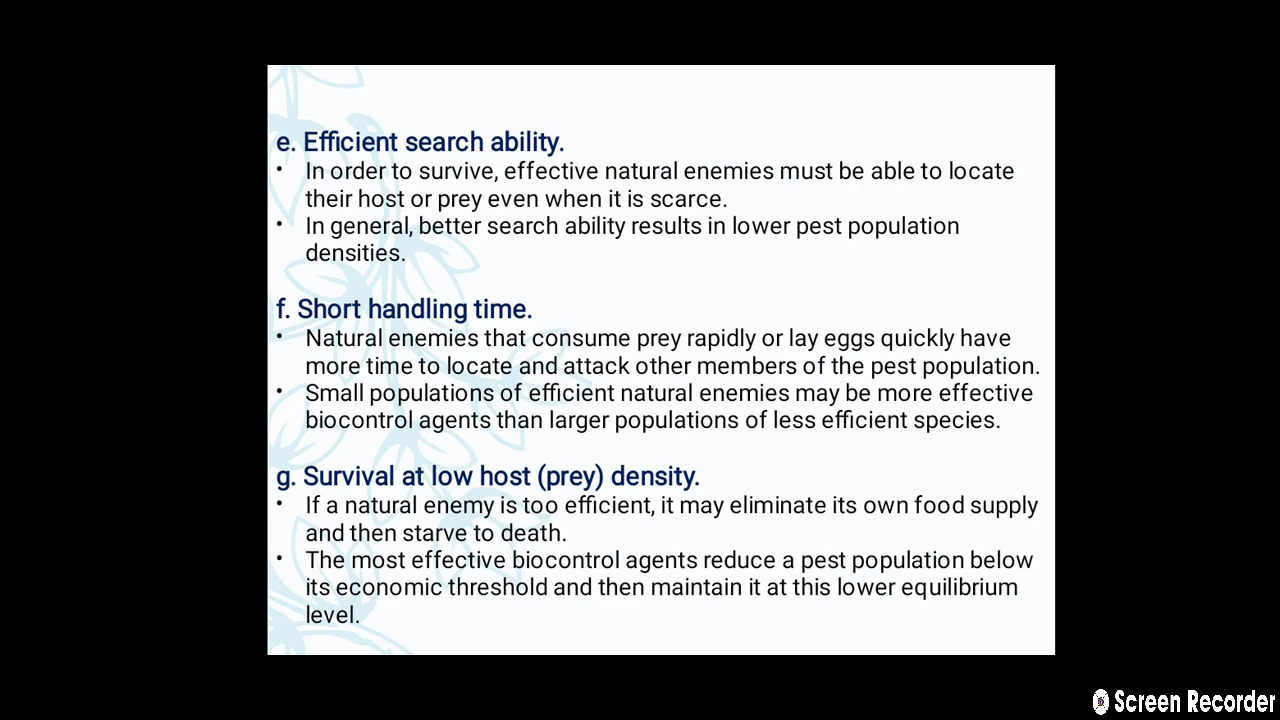 e. Efficient search ability.
• In order to survive, effective natural enemies must be able to locate
their host or prey even when it is scarce.
• In general, better search ability results in lower pest population
densities.
f. Short handling time.
• Natural enemies that consume prey rapidly or lay eggs quickly have
more time to locate and attack other members of the pest population.
• Small populations of efficient natural enemies may be more effective
biocontrol agents than larger populations of less efficient species.
g. Survival at low host (prey) density.
• If a natural enemy is too efficient, it may eliminate its own food supply
and then starve to death.
• The most effective biocontrol agents reduce a pest population below
its economic threshold and then maintain it at this lower equilibrium
level.
Screen Recorder